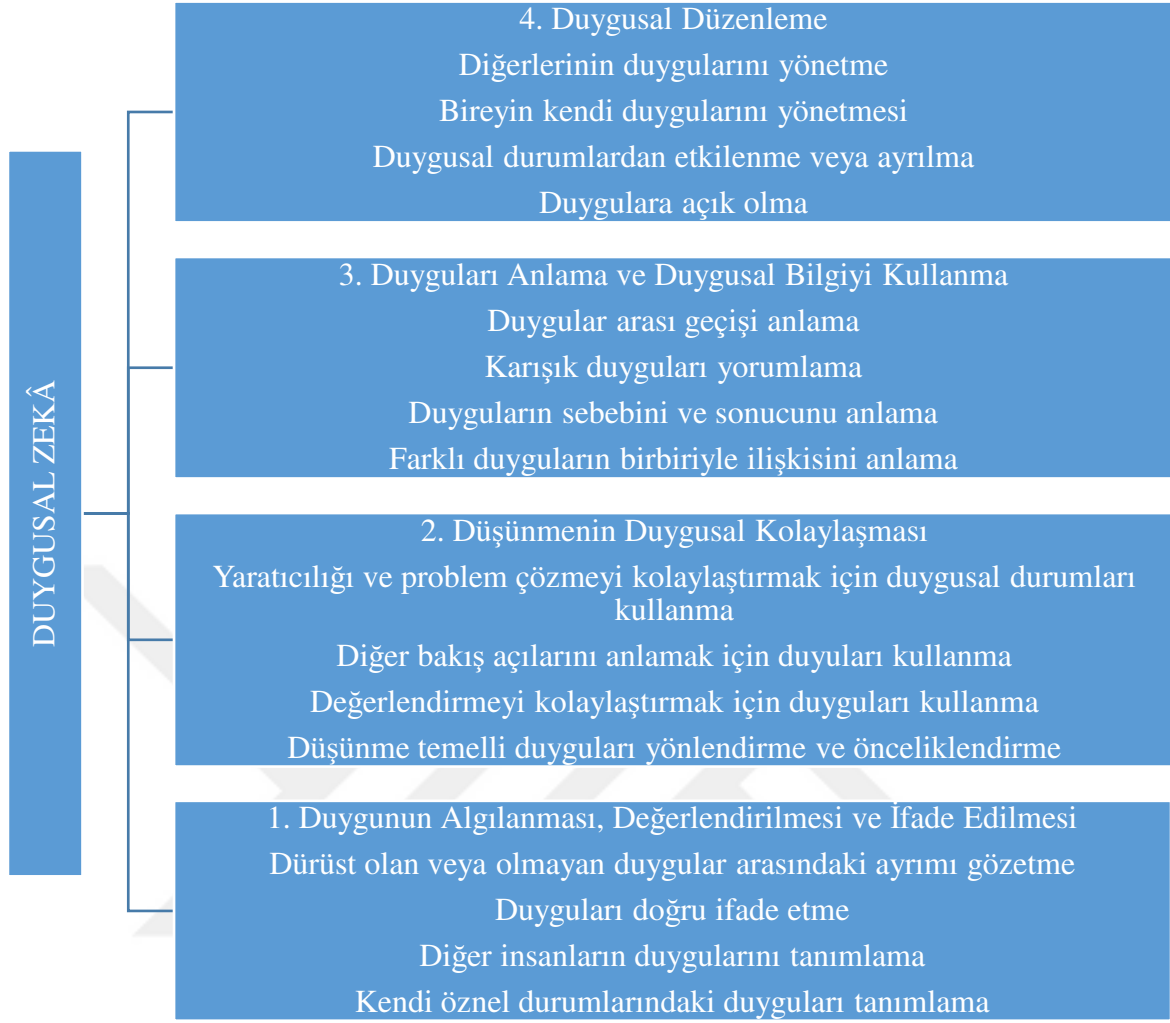 DUYGUSAL ZEKÂ
4. Duygusal Düzenleme
Diğerlerinin duygularını yönetme
Bireyin kendi duygularını yönetmesi
Duygusal durumlardan etkilenme veya ayrılma
Duygulara açık olma
3. Duyguları Anlama ve Duygusal Bilgiyi Kullanma
Duygular arası geçişi anlama
Karışık duyguları yorumlama
Duyguların sebebini ve sonucunu anlama
Farklı duyguların birbiriyle ilişkisini anlama
2. Düşünmenin Duygusal Kolaylaşması
Yaratıcılığı ve problem çözmeyi kolaylaştırmak için duygusal durumları
kullanma
Diğer bakış açılarını anlamak için duyuları kullanma
Değerlendirmeyi kolaylaştırmak için duyguları kullanma
Düşünme temelli duyguları yönlendirme ve önceliklendirme
1. Duygunun Algılanması, Değerlendirilmesi ve İfade Edilmesi
Dürüst olan veya olmayan duygular arasındaki ayrımı gözetme
Duyguları doğru ifade etme
Diğer insanların duygularını tanımlama
Kendi öznel durumlarındaki duyguları tanımlama